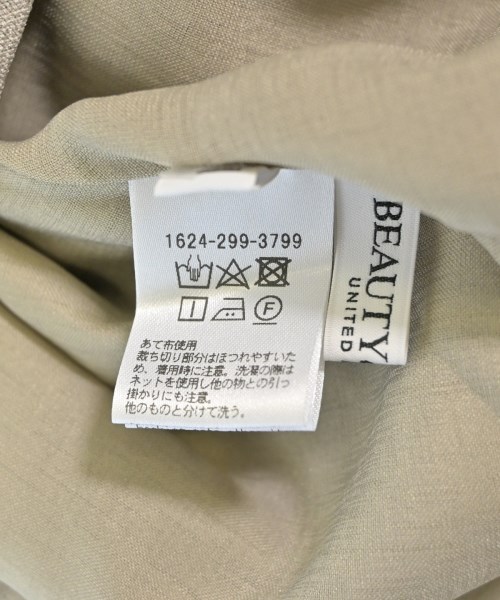 1624-299-3799
F
あて布使用
裁ち切り部分はほつれやすいた
め、着用時に注意。洗濯の際は
ネットを使用し他の物との引っ
掛かりにも注意。
他のものと分けて洗う。
BEAUTY
UNITED